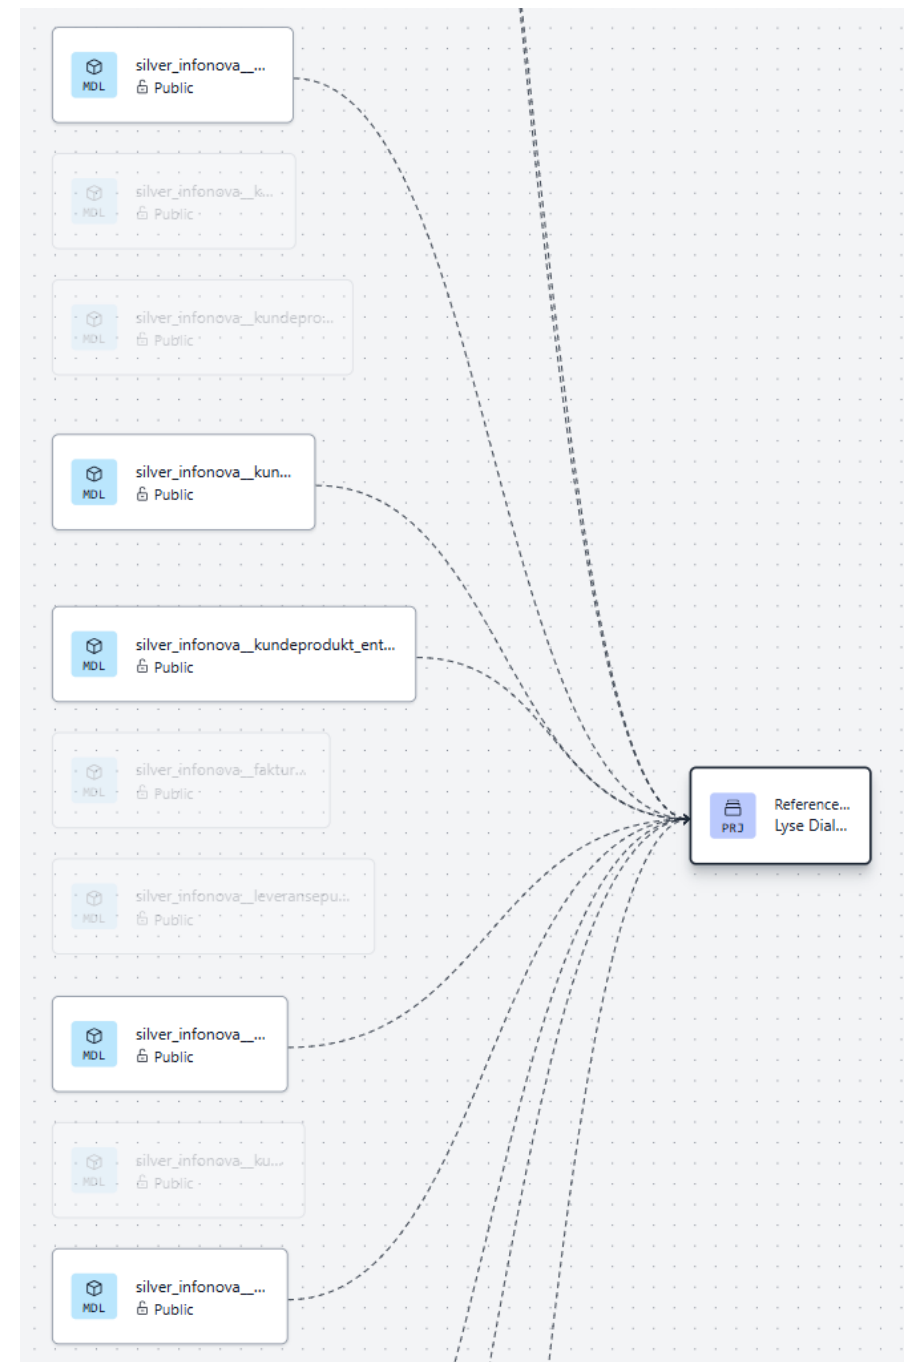 silver_infonova__...
MDL
Public
silver_infonova__k...
MDL
Public
silver_infonova__kundepro...
MDL
Public
silver_infonova__kun...
MDL
Public
silver_infonova__kundeprodukt_ent...
MDL
Public
silver_infonova__faktur...
MDL
Public
Reference...
PRJ
Lyse Dial...
silver_infonova__leveransepu...
MDL
Public
silver_infonova__...
MDL
Public
silver_infonova__ku...
MDL
Public
silver_infonova__...
MDL
Public